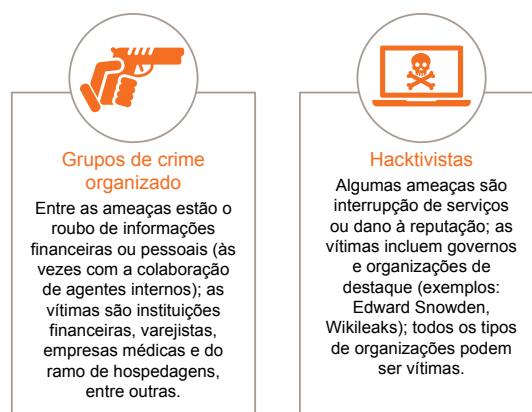 Grupos de crime
organizado
Entre as ameaças estão o
roubo de informações
financeiras ou pessoais (às
vezes com a colaboração
de agentes internos); as
vítimas são instituições
financeiras, varejistas,
empresas médicas e do
ramo de hospedagens,
entre outras.
Hacktivistas
Algumas ameaças são
interrupção de serviços
ou dano à reputação; as
vítimas incluem governos
e organizações de
destaque (exemplos:
Edward Snowden,
Wikileaks); todos os tipos
de organizações podem
ser vítimas.